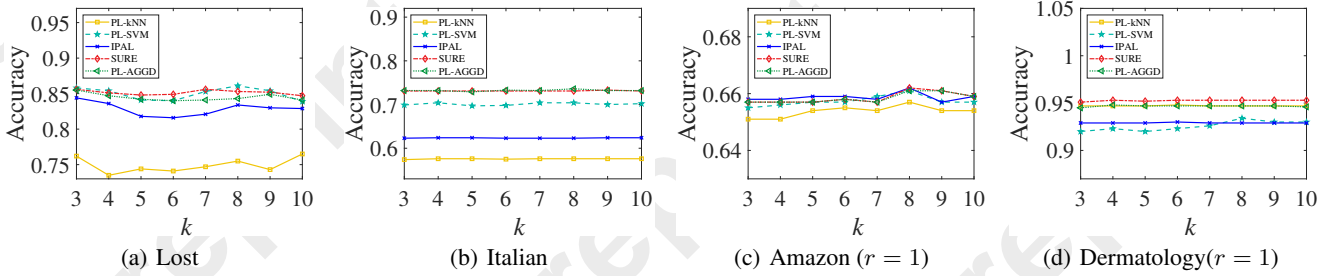 0.95
0.9
0.85
0.8
0.75
Accuracy
PL-kNN
PL-SVM
IPAL
SURE
PL-AGGD
3 4 5 6 7 8 9 10
k
(a) Lost
0.9
0.8
0.7
0.6
Accuracy
PL-kNN
PL-SVM
IPAL
SURE
PL-AGGD
3 4 5 6 7 8 9 10
k
(b) Italian
0.68
0.66
0.64
Accuracy
PL-kNN
PL-SVM
IPAL
SURE
PL-AGGD
3 4 5 6 7 8 9 10
k
(c) Amazon (r = 1)
1.05
1
0.95
0.9
Accuracy
PL-kNN
PL-SVM
IPAL
SURE
PL-AGGD
3 4 5 6 7 8 9 10
k
(d) Dermatology(r = 1)